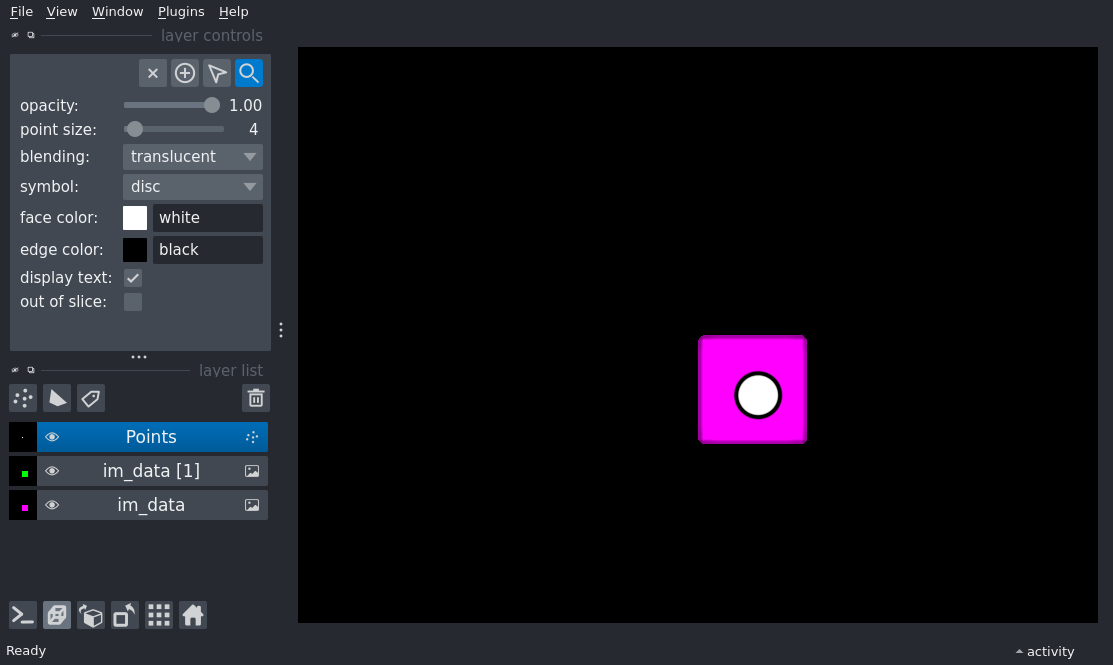 File View Window Plugins Help
layer controls
opacity: 1.00
point size: 4
blending: translucent
symbol: disc
face color: white
edge color: black
display text:
out of slice:
layer list
Points
im_data [1]
im_data
Ready
activity